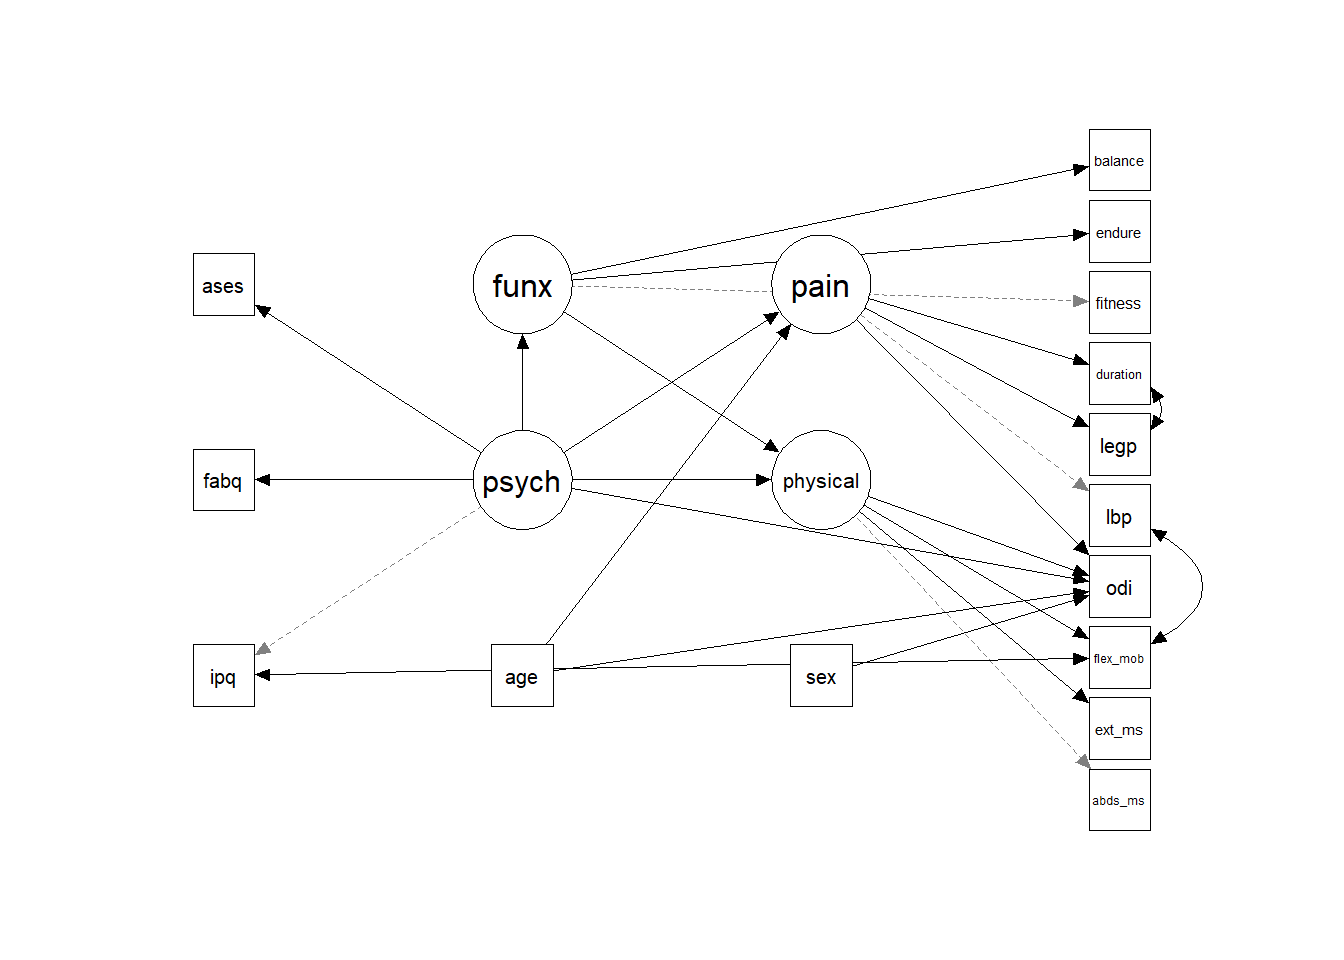 balance
endure
ases
funx
pain
fitness
duration
legp
fabq
psych
physical
lbp
odi
ipq
age
sex
flex_mob
ext_ms
abds_ms